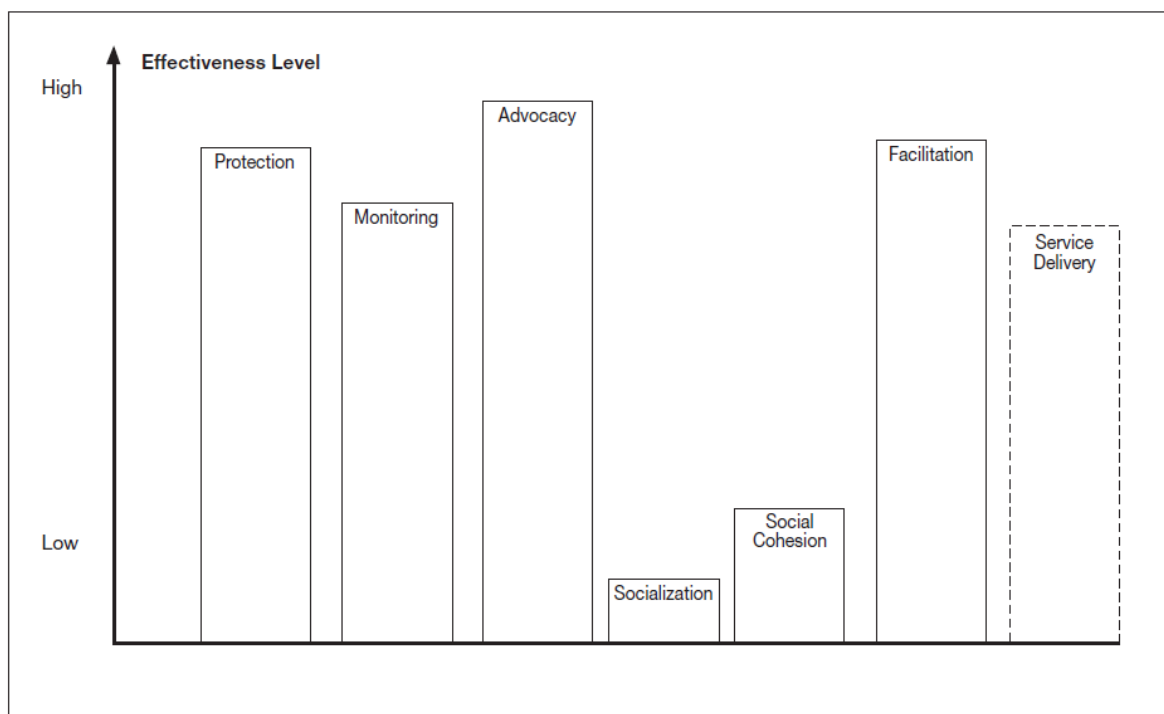 Effectiveness Level
High
Low
Protection
Monitoring
Advocacy
Socialization
Social
Cohesion
Facilitation
Service
Delivery